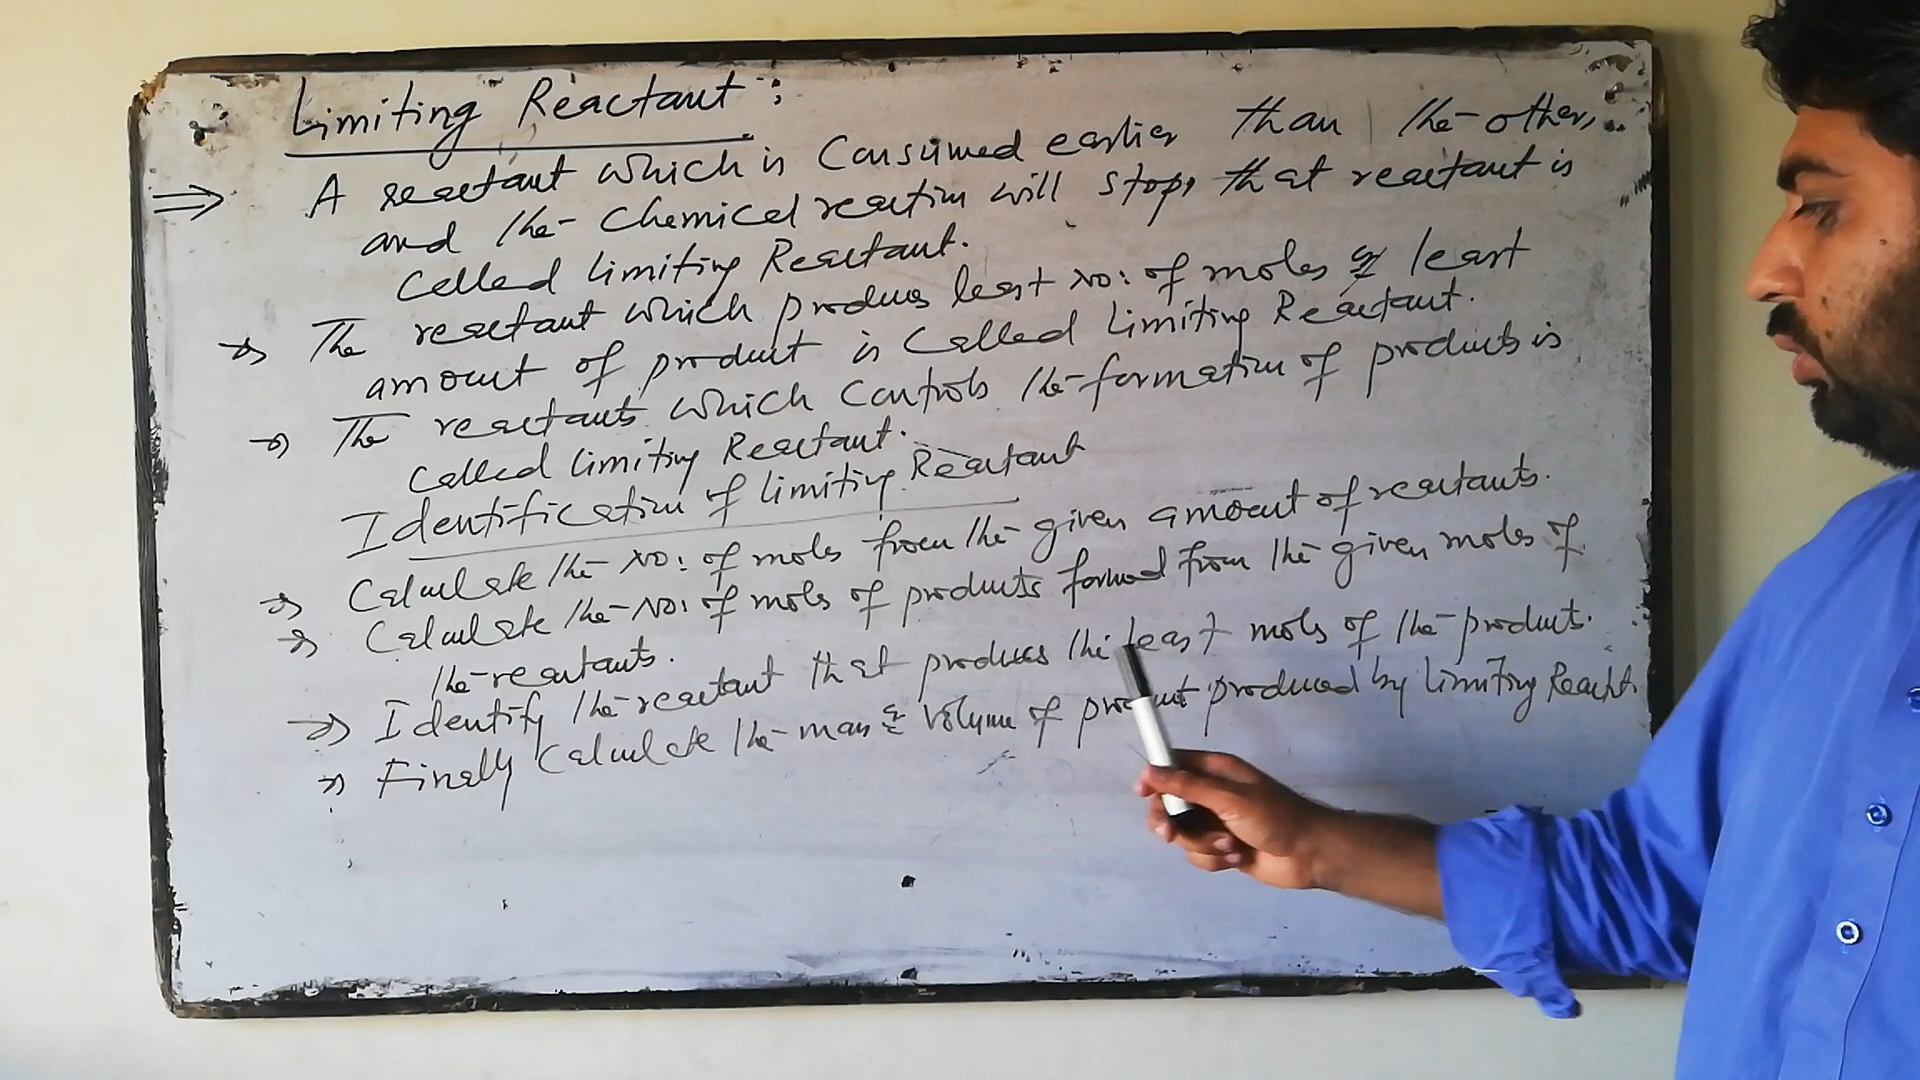 Limiting Reactant:
A reactant which is Consumed earlier than the other,
and the Chemical reaction will stop, that reactant is
Called limiting Reactant.
The reactant which produces least No: of moles or least
amount of product is Called Limiting Reactant.
The reactants which Controls the formation of products is
Called limiting Reactant.
Identification of limiting Reactant
Calculate the No: of moles from the given amount of reactants.
Calculate the No: of moles of products formed from the given moles of
the reactants.
Identify the reactant that produces the least moles of the product.
Finally Calculate the mass & volume of product produced by limiting